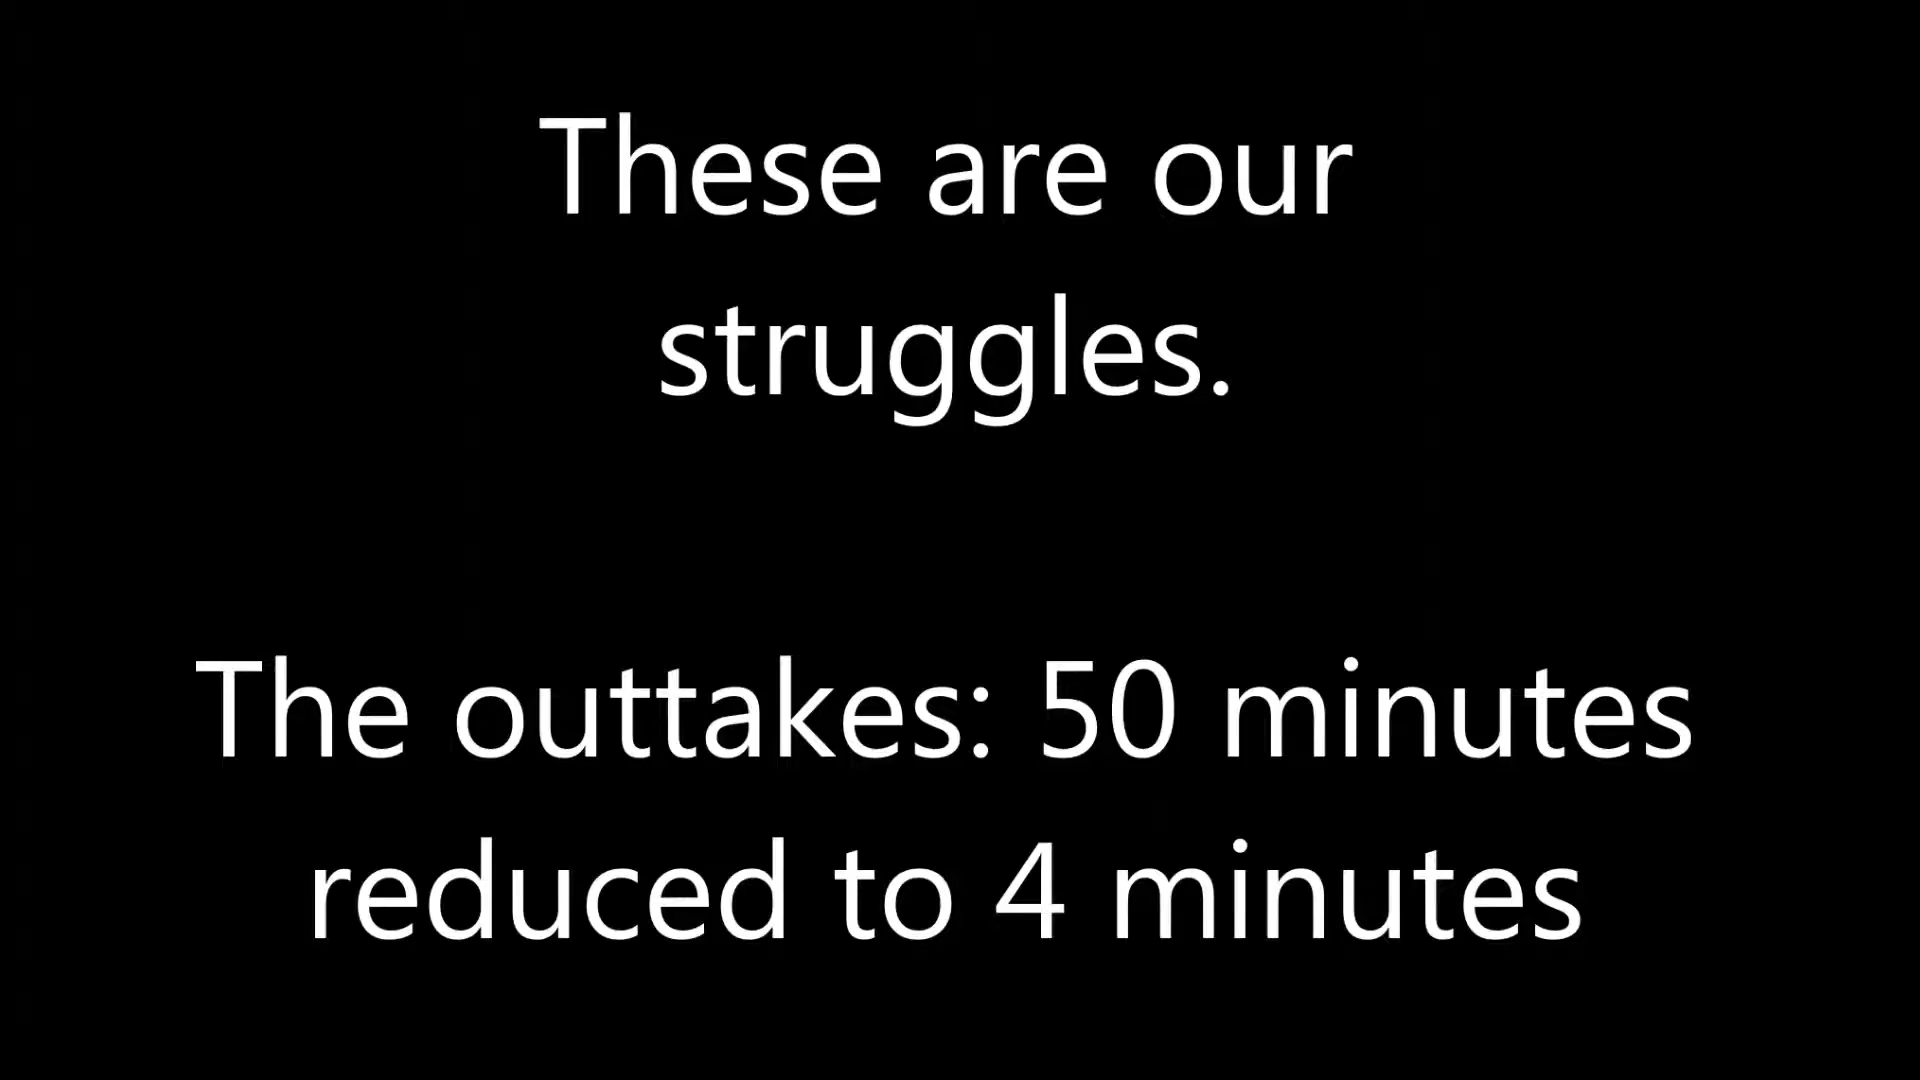 These are our
struggles.
The outtakes: 50 minutes
reduced to 4 minutes